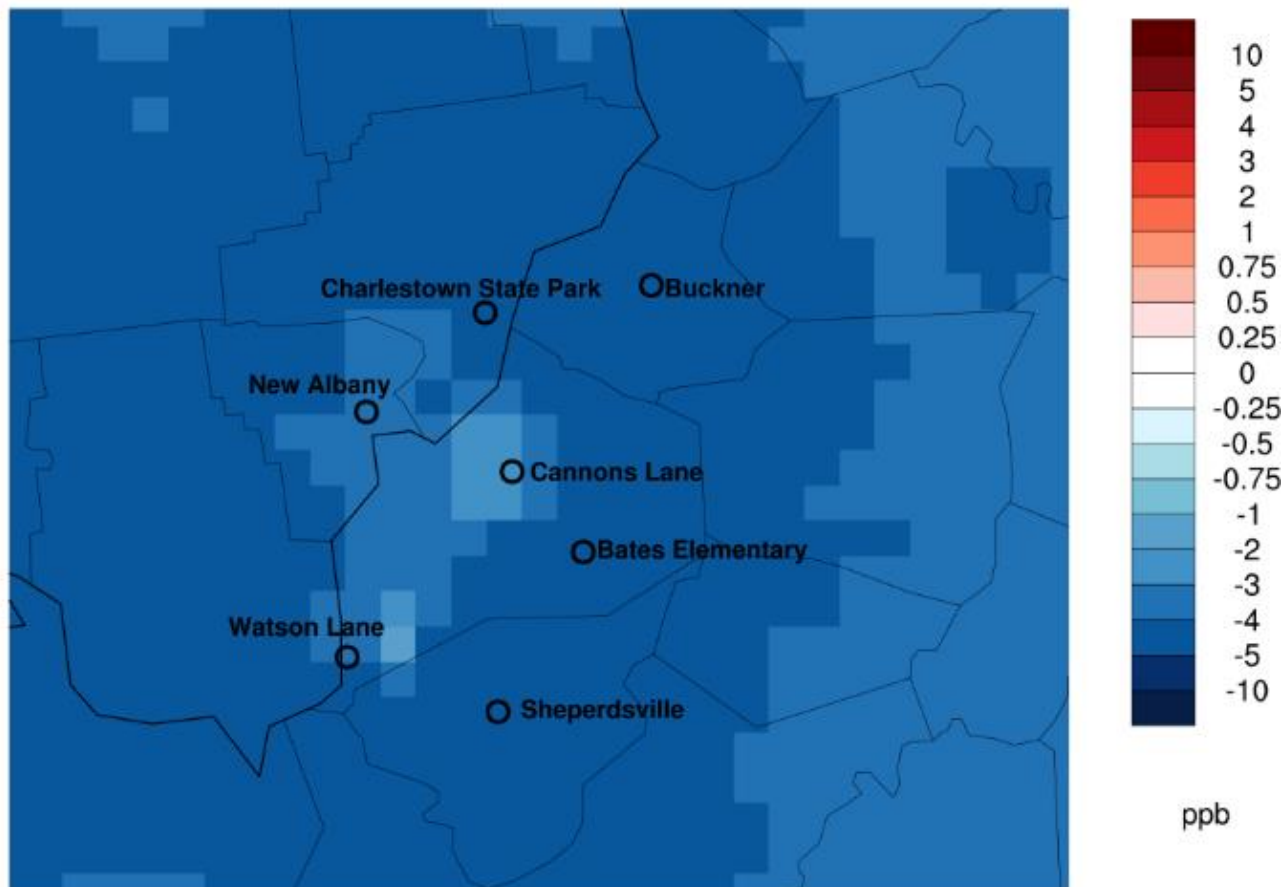 10
5
4
3
2
1
0.75
0.5
0.25
0
-0.25
-0.5
-0.75
-1
-2
-3
-4
-5
-10
ppb
Charlestown State Park
Buckner
New Albany
Cannons Lane
Bates Elementary
Watson Lane
Sheperdsville